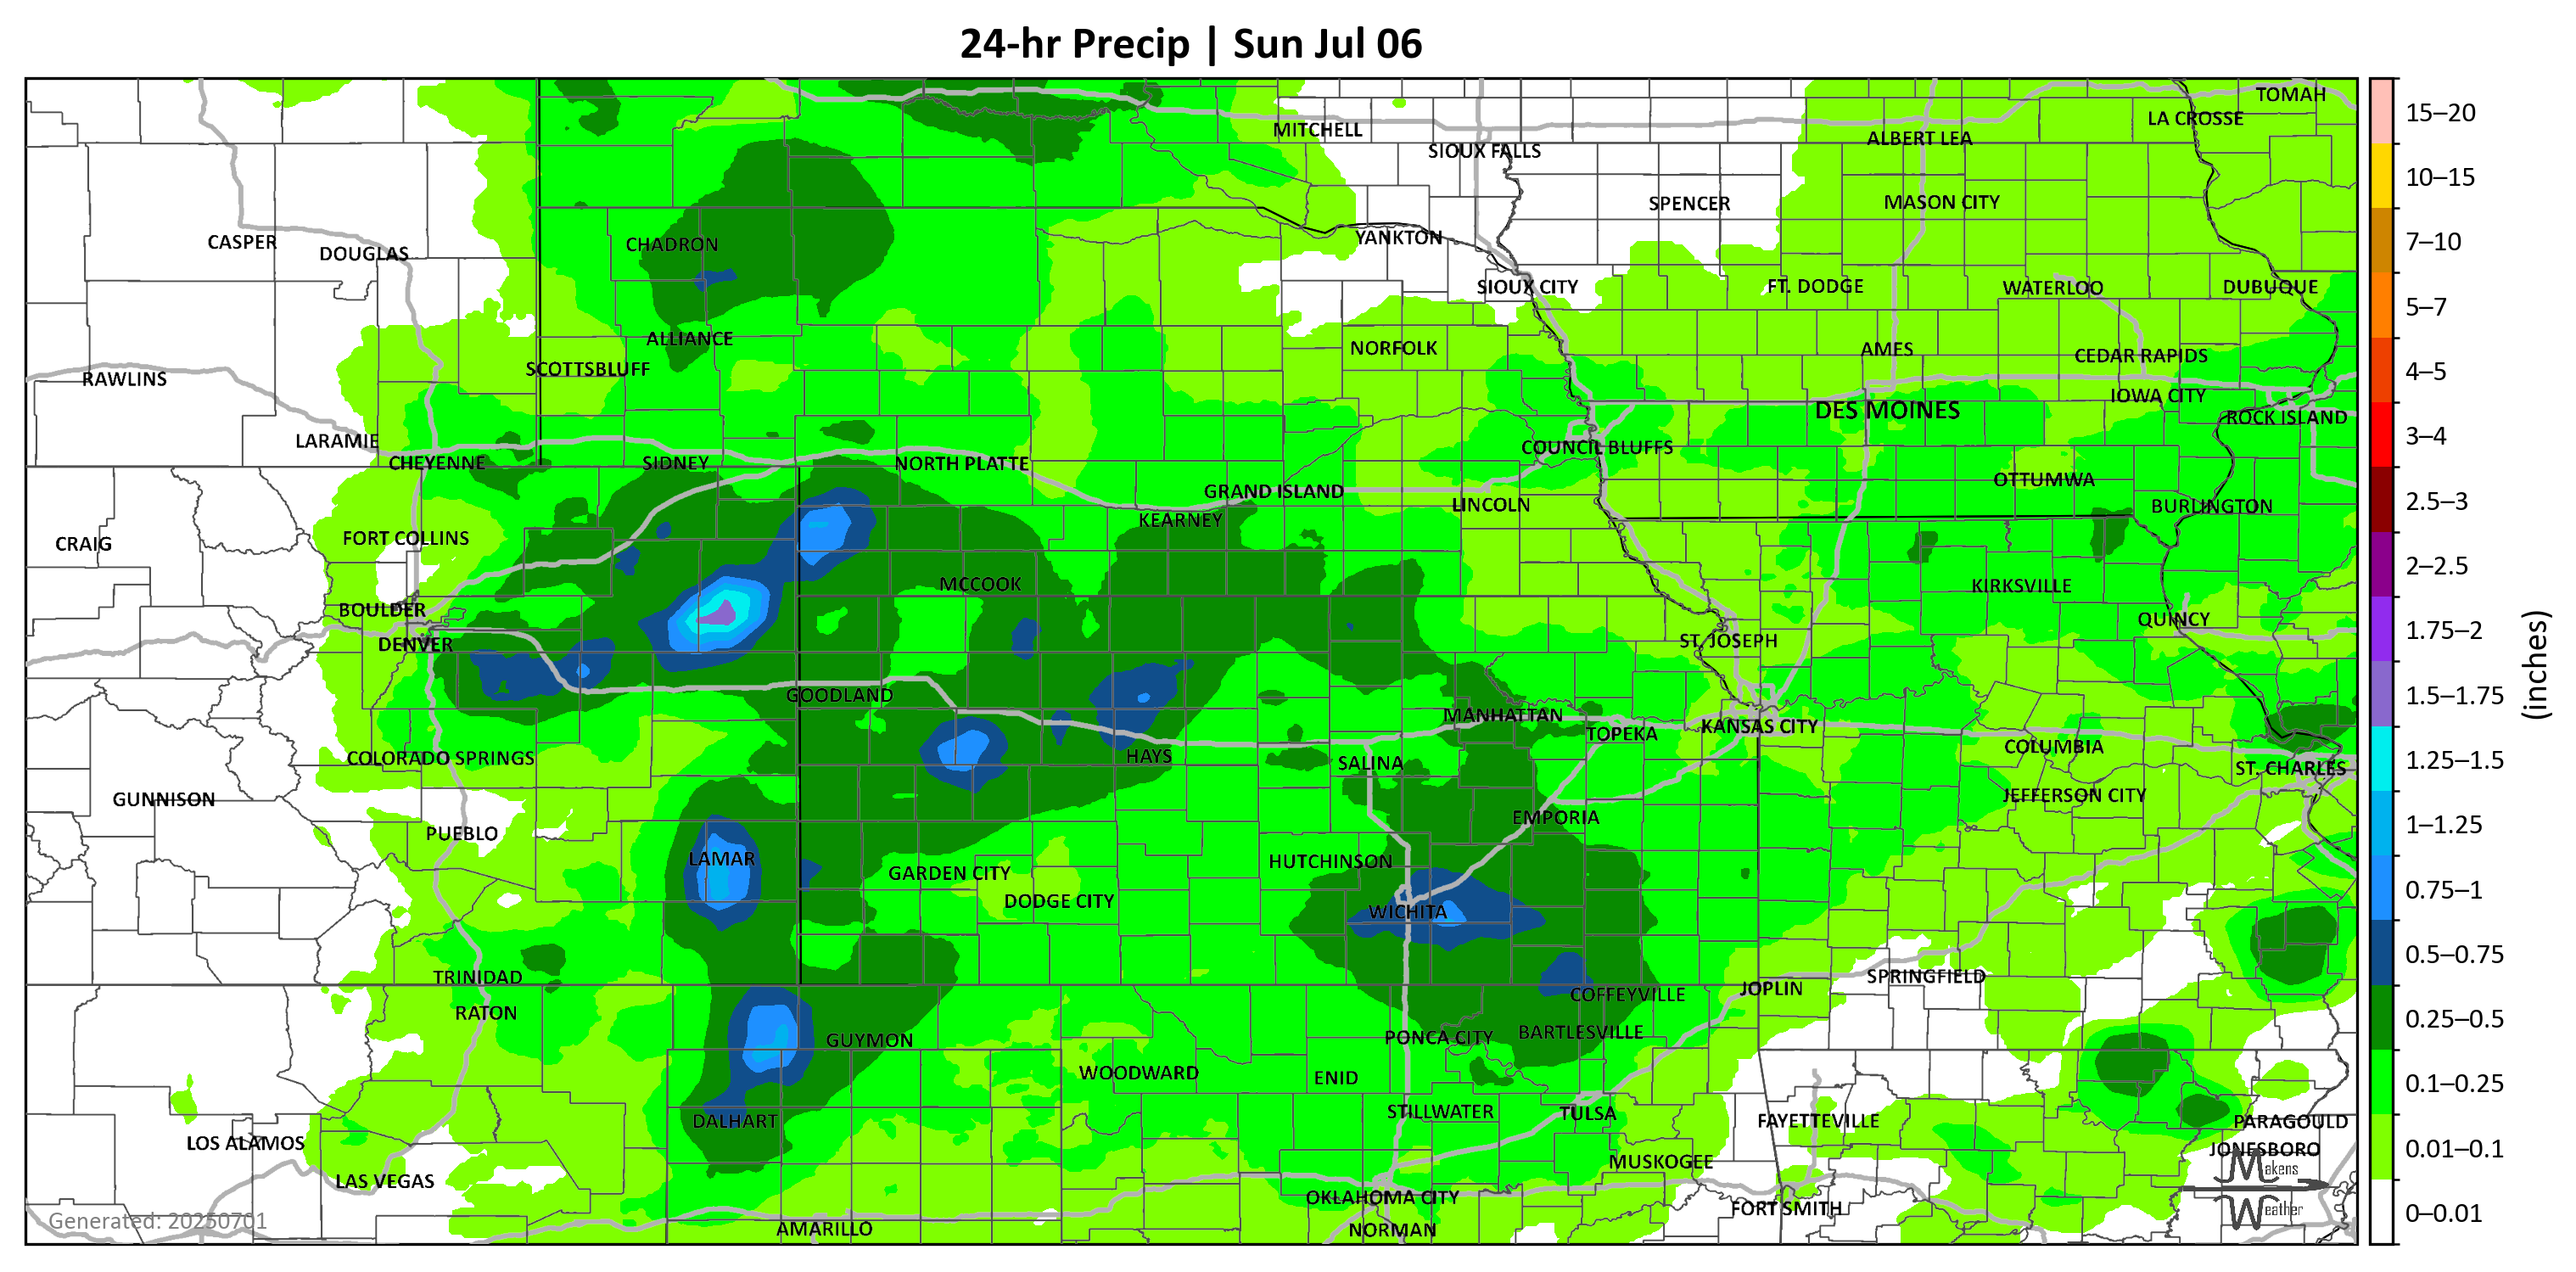 24-hr Precip | Sun Jul 06
TOMAH
LA CROSSE
MITCHELL
ALBERT LEA
SIOUX FALLS
SPENCER
MASON CITY
CASPER
DOUGLAS
CHADRON
YANKTON
SIOUX CITY
FT. DODGE
WATERLOO
DUBUQUE
ALLIANCE
NORFOLK
AMES
CEDAR RAPIDS
SCOTTSBLUFF
RAWLINS
IOWA CITY
DES MOINES
ROCK ISLAND
LARAMIE
COUNCIL BLUFFS
CHEYENNE
SIDNEY
NORTH PLATTE
OTTUMWA
GRAND ISLAND
LINCOLN
BURLINGTON
KEARNEY
FORT COLLINS
CRAIG
MCCOOK
KIRKSVILLE
BOULDER
QUINCY
DENVER
ST. JOSEPH
GOODLAND
MANHATTAN
KANSAS CITY
TOPEKA
COLUMBIA
COLORADO SPRINGS
HAYS
SALINA
ST. CHARLES
GUNNISON
JEFFERSON CITY
EMPORIA
PUEBLO
LAMAR
HUTCHINSON
GARDEN CITY
DODGE CITY
WICHITA
TRINIDAD
SPRINGFIELD
JOPLIN
COFFEYVILLE
RATON
BARTLESVILLE
PONCA CITY
GUYMON
WOODWARD
ENID
STILLWATER
TULSA
DALHART
FAYETTEVILLE
PARAGOULD
LOS ALAMOS
JONESBORO
MUSKOGEE
LAS VEGAS
OKLAHOMA CITY
FORT SMITH
AMARILLO
NORMAN
Generated: 20250701
Makens
Weather
15–20
10–15
7–10
5–7
4–5
3–4
2.5–3
2–2.5
1.75–2
1.5–1.75
1.25–1.5
1–1.25
0.75–1
0.5–0.75
0.25–0.5
0.1–0.25
0.01–0.1
0–0.01
(inches)